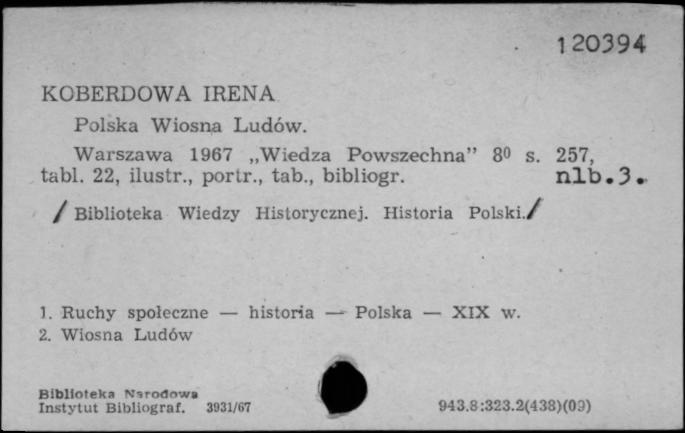 120394
KOBERDOWA IRENA
Polska Wiosna Ludów.
Warszawa 1967 „Wiedza Powszechna” 8⁰ s. 257,
tabl. 22, ilustr., portr., tab., bibliogr. nlb.3.
/ Biblioteka Wiedzy Historycznej. Historia Polski./
1. Ruchy społeczne — historia — Polska — XIX w.
2. Wiosna Ludów
Biblioteka Narodowa
Instytut Bibliograf. 3931/67 943.8:323.2(438)(09)